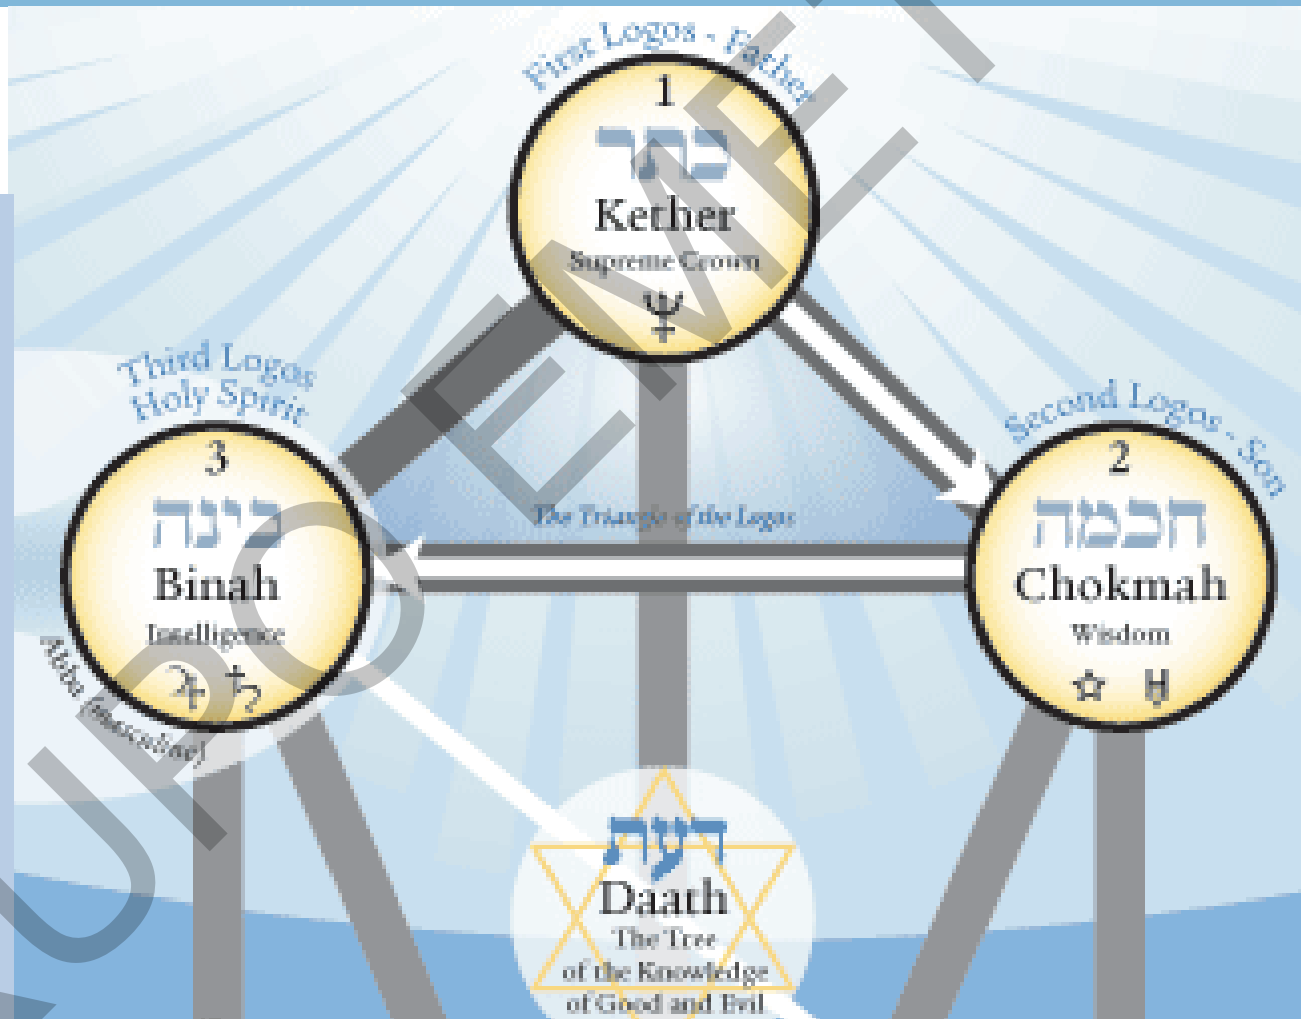 First Logos - Father
1
כתר
Kether
Supreme Crown
Third Logos
Holy Spirit
3
בינה
Binah
Intelligence
Abba (masculine)
Second Logos - Son
2
חכמה
Chokmah
Wisdom
The Triangle of the Logos
דעת
Daath
The Tree
of the Knowledge
of Good and Evil